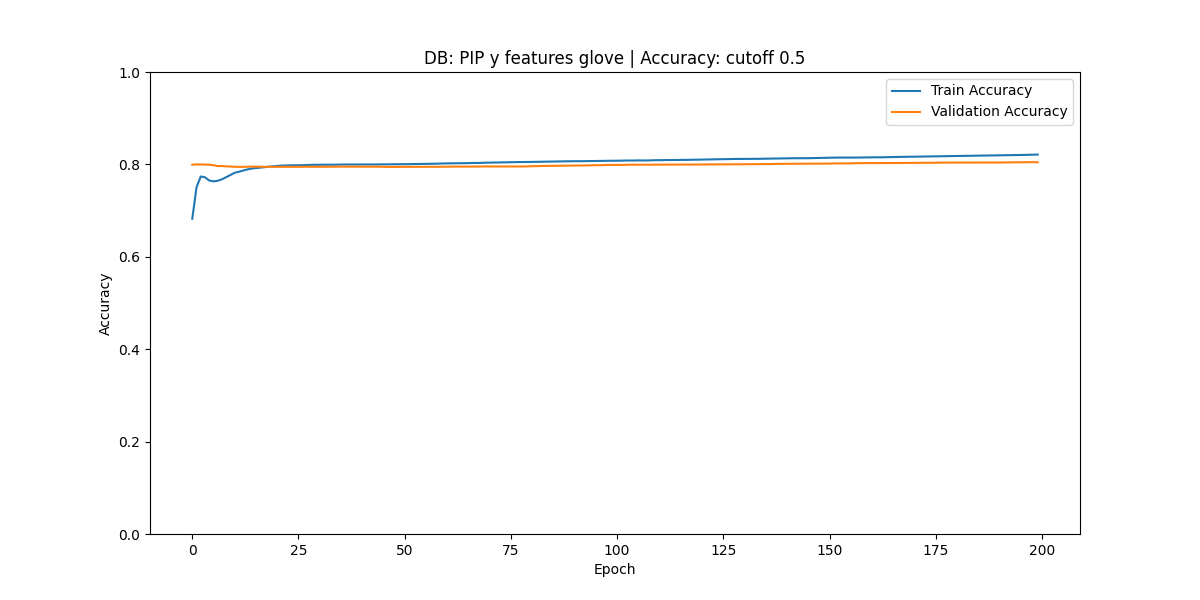 DB: PIP y features glove | Accuracy: cutoff 0.5
Train Accuracy
Validation Accuracy
1.0
0.8
0.6
0.4
0.2
0.0
Accuracy
0 25 50 75 100 125 150 175 200
Epoch